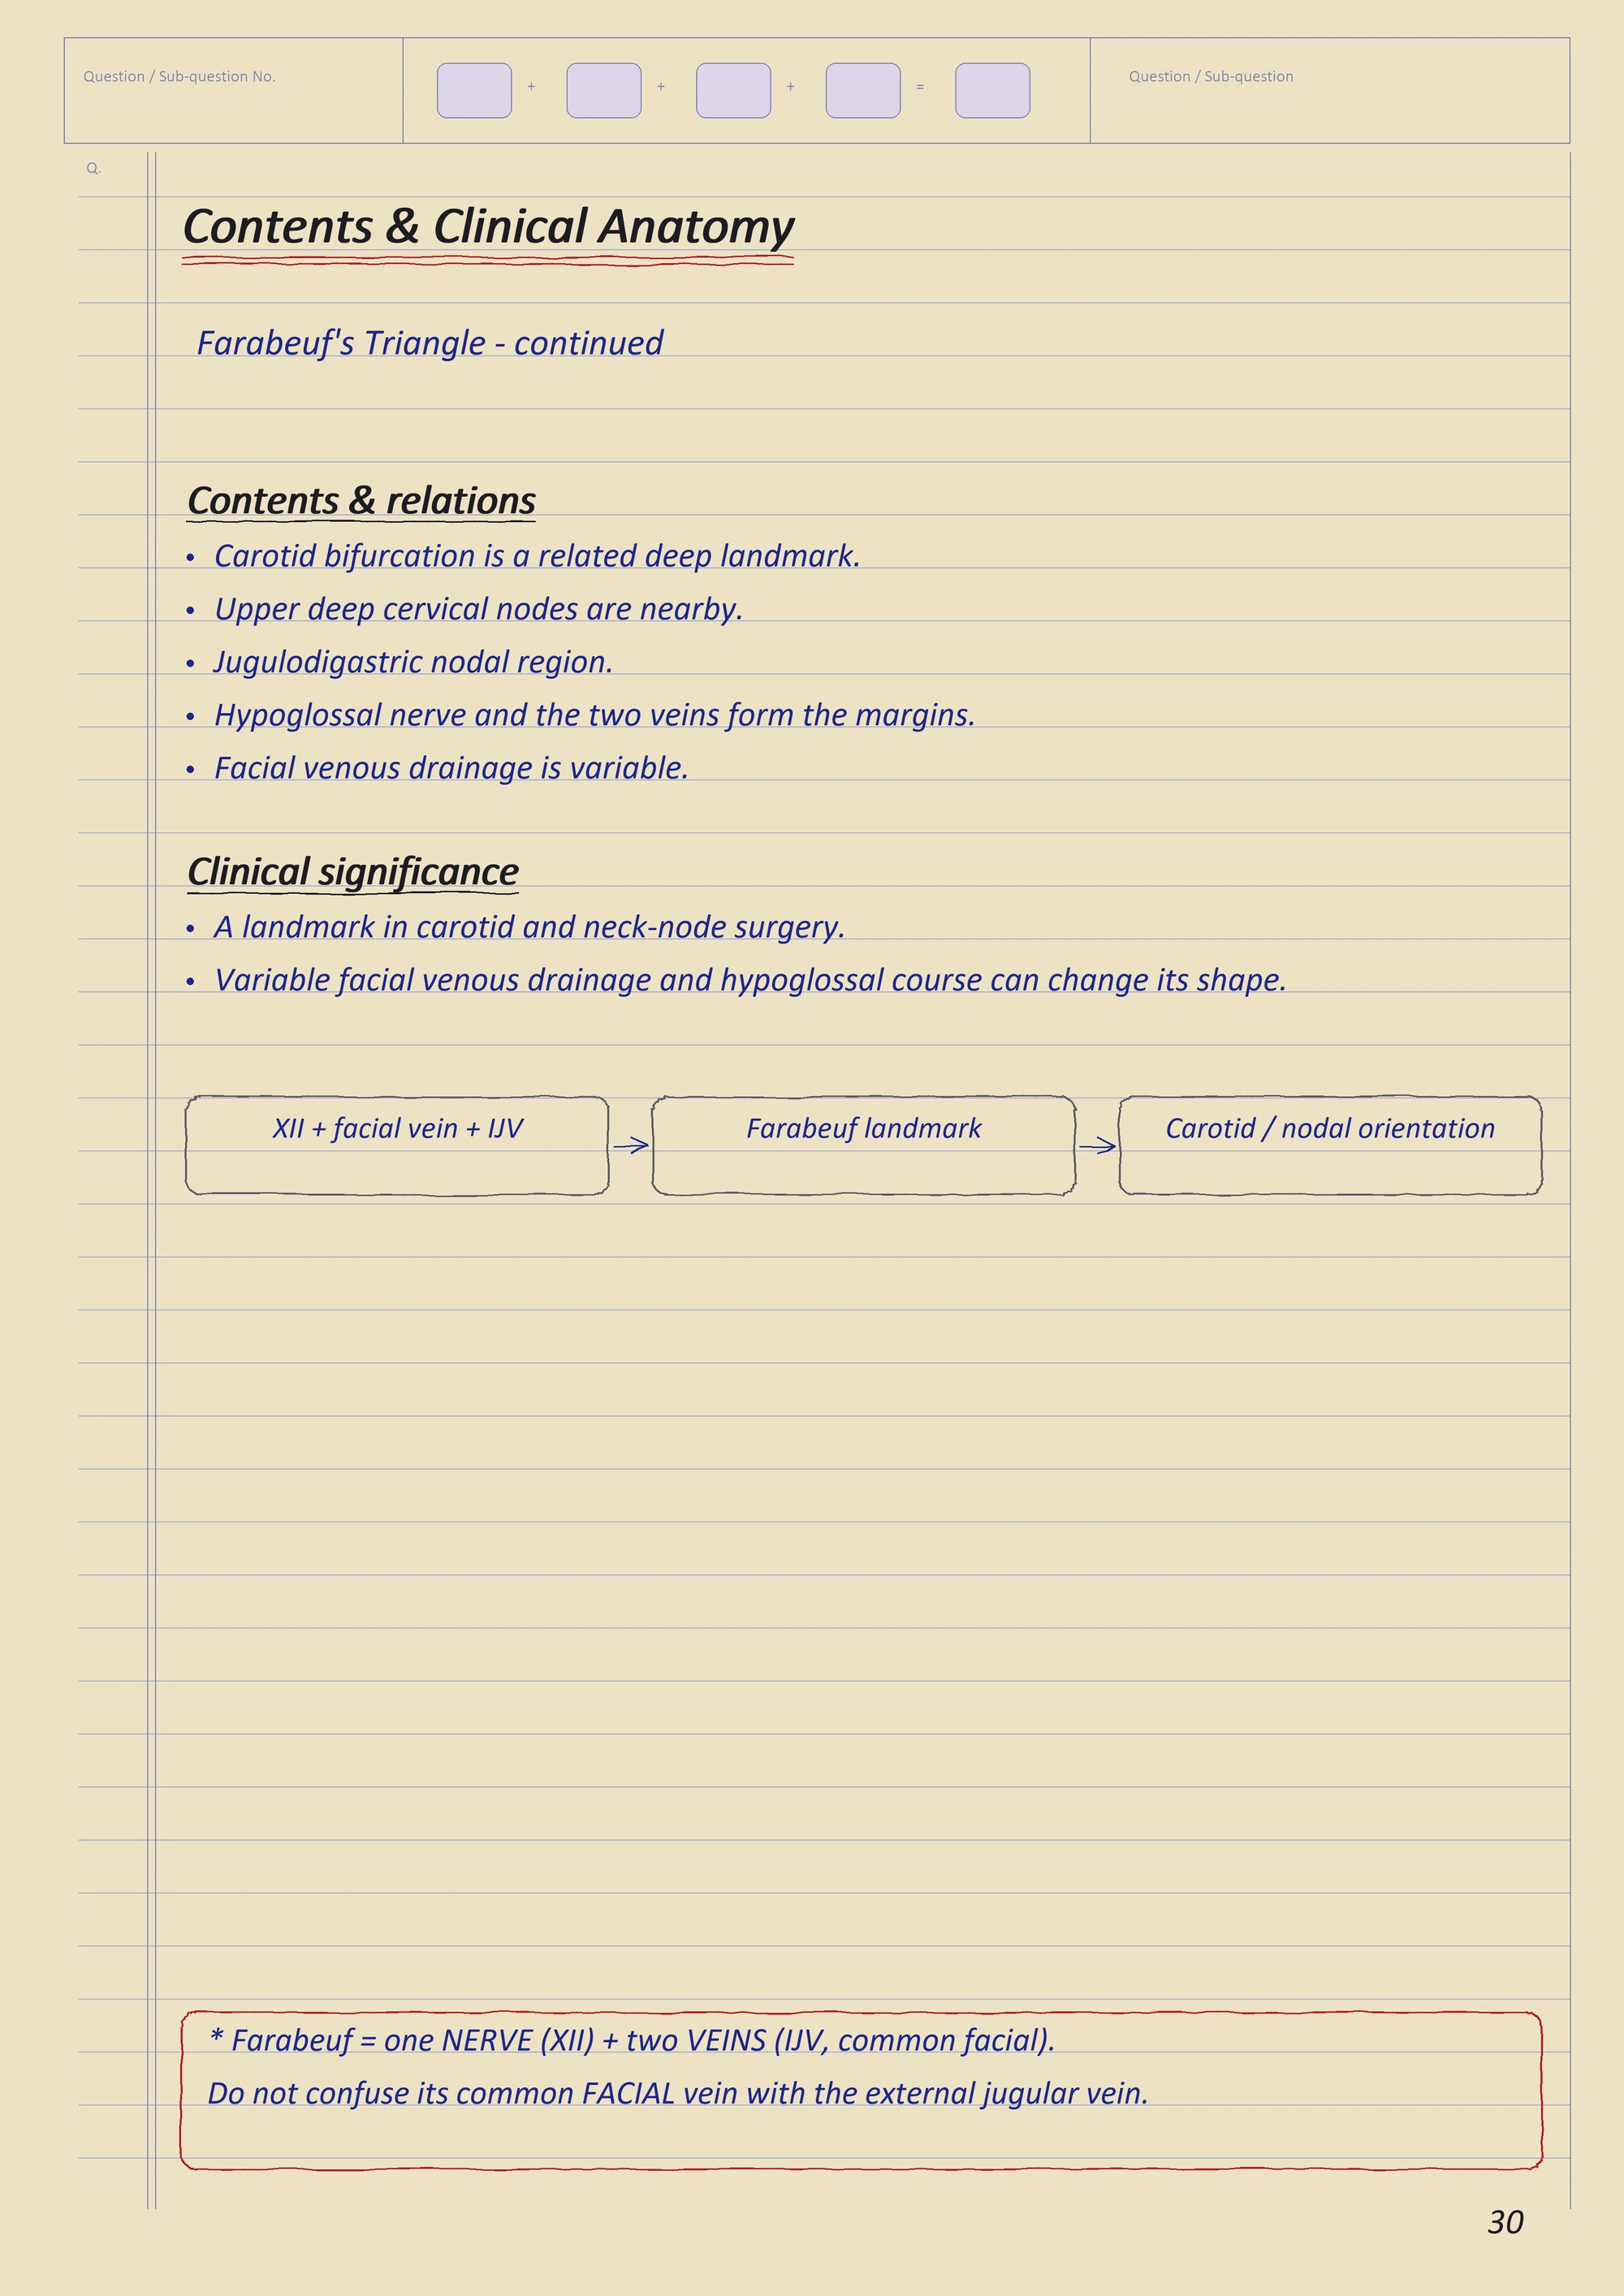 Question / Sub-question No.
+ + + =
Question / Sub-question
Q.
Contents & Clinical Anatomy
Farabeuf's Triangle - continued
Contents & relations
• Carotid bifurcation is a related deep landmark.
• Upper deep cervical nodes are nearby.
• Jugulodigastric nodal region.
• Hypoglossal nerve and the two veins form the margins.
• Facial venous drainage is variable.
Clinical significance
• A landmark in carotid and neck-node surgery.
• Variable facial venous drainage and hypoglossal course can change its shape.
XII + facial vein + IJV
Farabeuf landmark
Carotid / nodal orientation
* Farabeuf = one NERVE (XII) + two VEINS (IJV, common facial).
Do not confuse its common FACIAL vein with the external jugular vein.
30